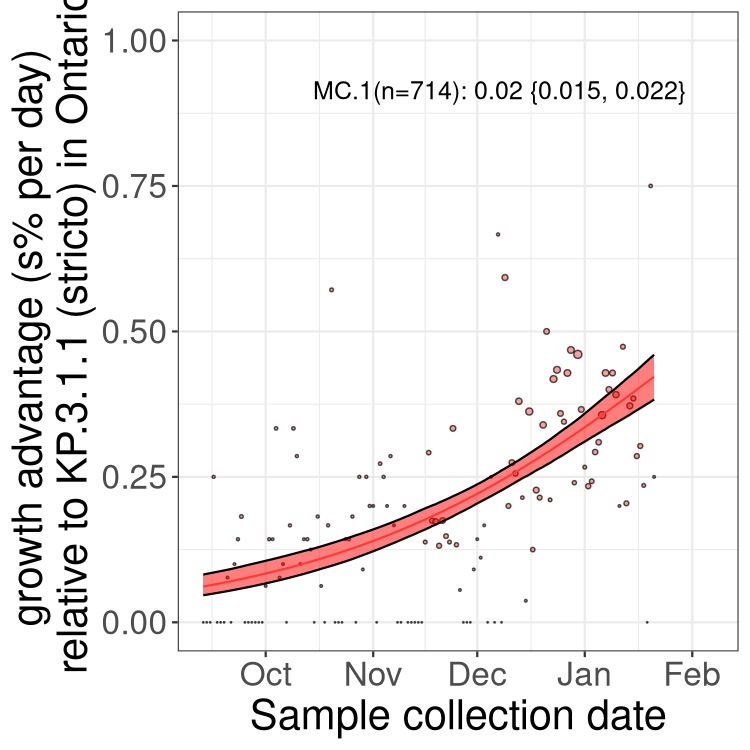 growth advantage (s% per day)
relative to KP.3.1.1 (stricto) in Ontario
1.00
0.75
0.50
0.25
0.00
MC.1(n=714): 0.02 {0.015, 0.022}
Oct Nov Dec Jan Feb
Sample collection date